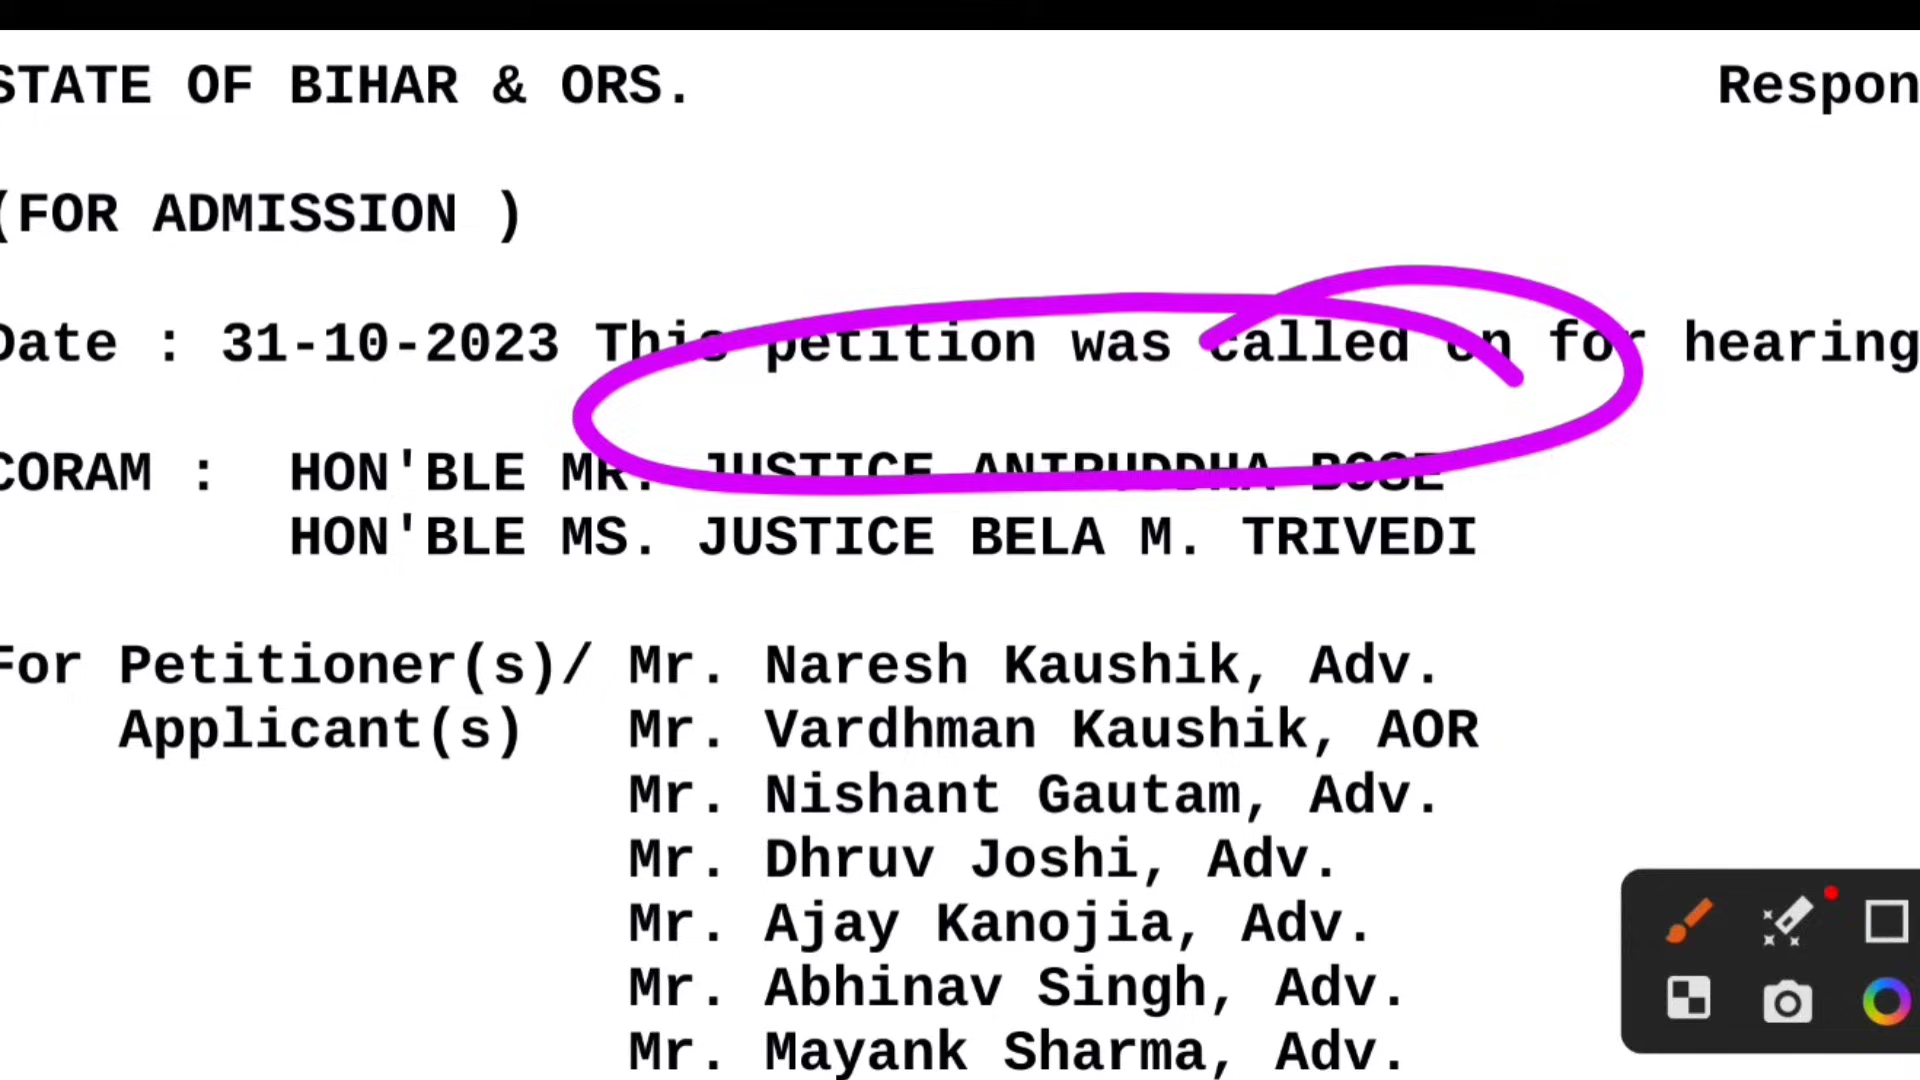 STATE OF BIHAR & ORS. Respon
(FOR ADMISSION )
Date : 31-10-2023 This petition was called on for hearing
CORAM : HON'BLE MR. JUSTICE ANIRUDDHA BOSE
HON'BLE MS. JUSTICE BELA M. TRIVEDI
For Petitioner(s)/ Mr. Naresh Kaushik, Adv.
Applicant(s) Mr. Vardhman Kaushik, AOR
Mr. Nishant Gautam, Adv.
Mr. Dhruv Joshi, Adv.
Mr. Ajay Kanojia, Adv.
Mr. Abhinav Singh, Adv.
Mr. Mayank Sharma, Adv.